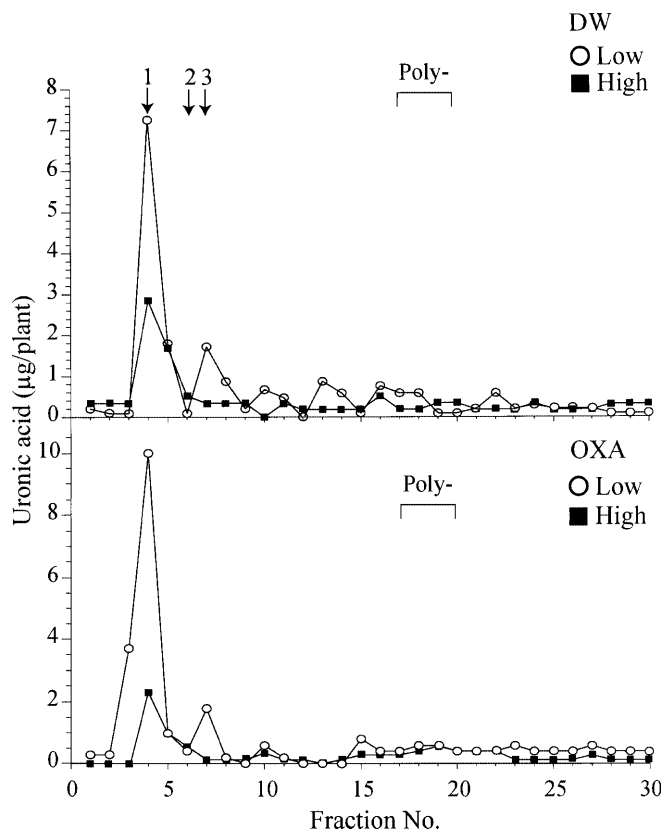 DW
Low
High
1 2 3
Poly-
8
7
6
5
4
3
2
1
0
Uronic acid (µg/plant)
OXA
Low
High
Poly-
10
8
6
4
2
0
0 5 10 15 20 25 30
Fraction No.